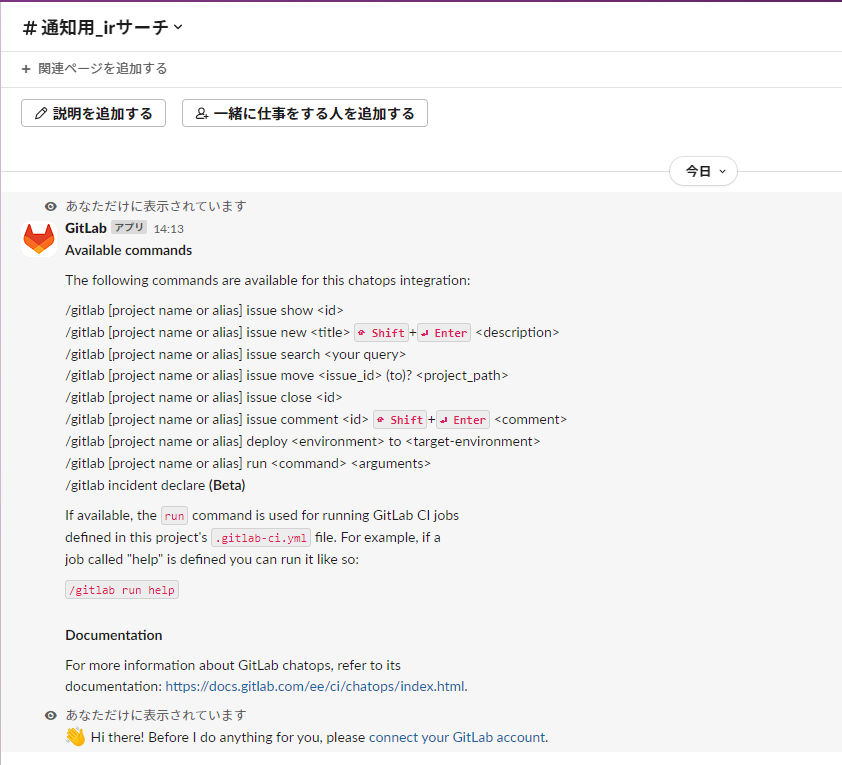 # 通知用_irサーチ
+ 関連ページを追加する
説明を追加する
一緒に仕事をする人を追加する
今日
あなただけに表示されています
GitLab アプリ 14:13
Available commands
The following commands are available for this chatops integration:
/gitlab [project name or alias] issue show <id>
/gitlab [project name or alias] issue new <title> Shift+ Enter <description>
/gitlab [project name or alias] issue search <your query>
/gitlab [project name or alias] issue move <issue_id> (to)? <project_path>
/gitlab [project name or alias] issue close <id>
/gitlab [project name or alias] issue comment <id> Shift+ Enter <comment>
/gitlab [project name or alias] deploy <environment> to <target-environment>
/gitlab [project name or alias] run <command> <arguments>
/gitlab incident declare (Beta)
If available, the run command is used for running GitLab CI jobs
defined in this project's .gitlab-ci.yml file. For example, if a
job called "help" is defined you can run it like so:
/gitlab run help
Documentation
For more information about GitLab chatops, refer to its
documentation: https://docs.gitlab.com/ee/ci/chatops/index.html.
あなただけに表示されています
👋 Hi there! Before I do anything for you, please connect your GitLab account.